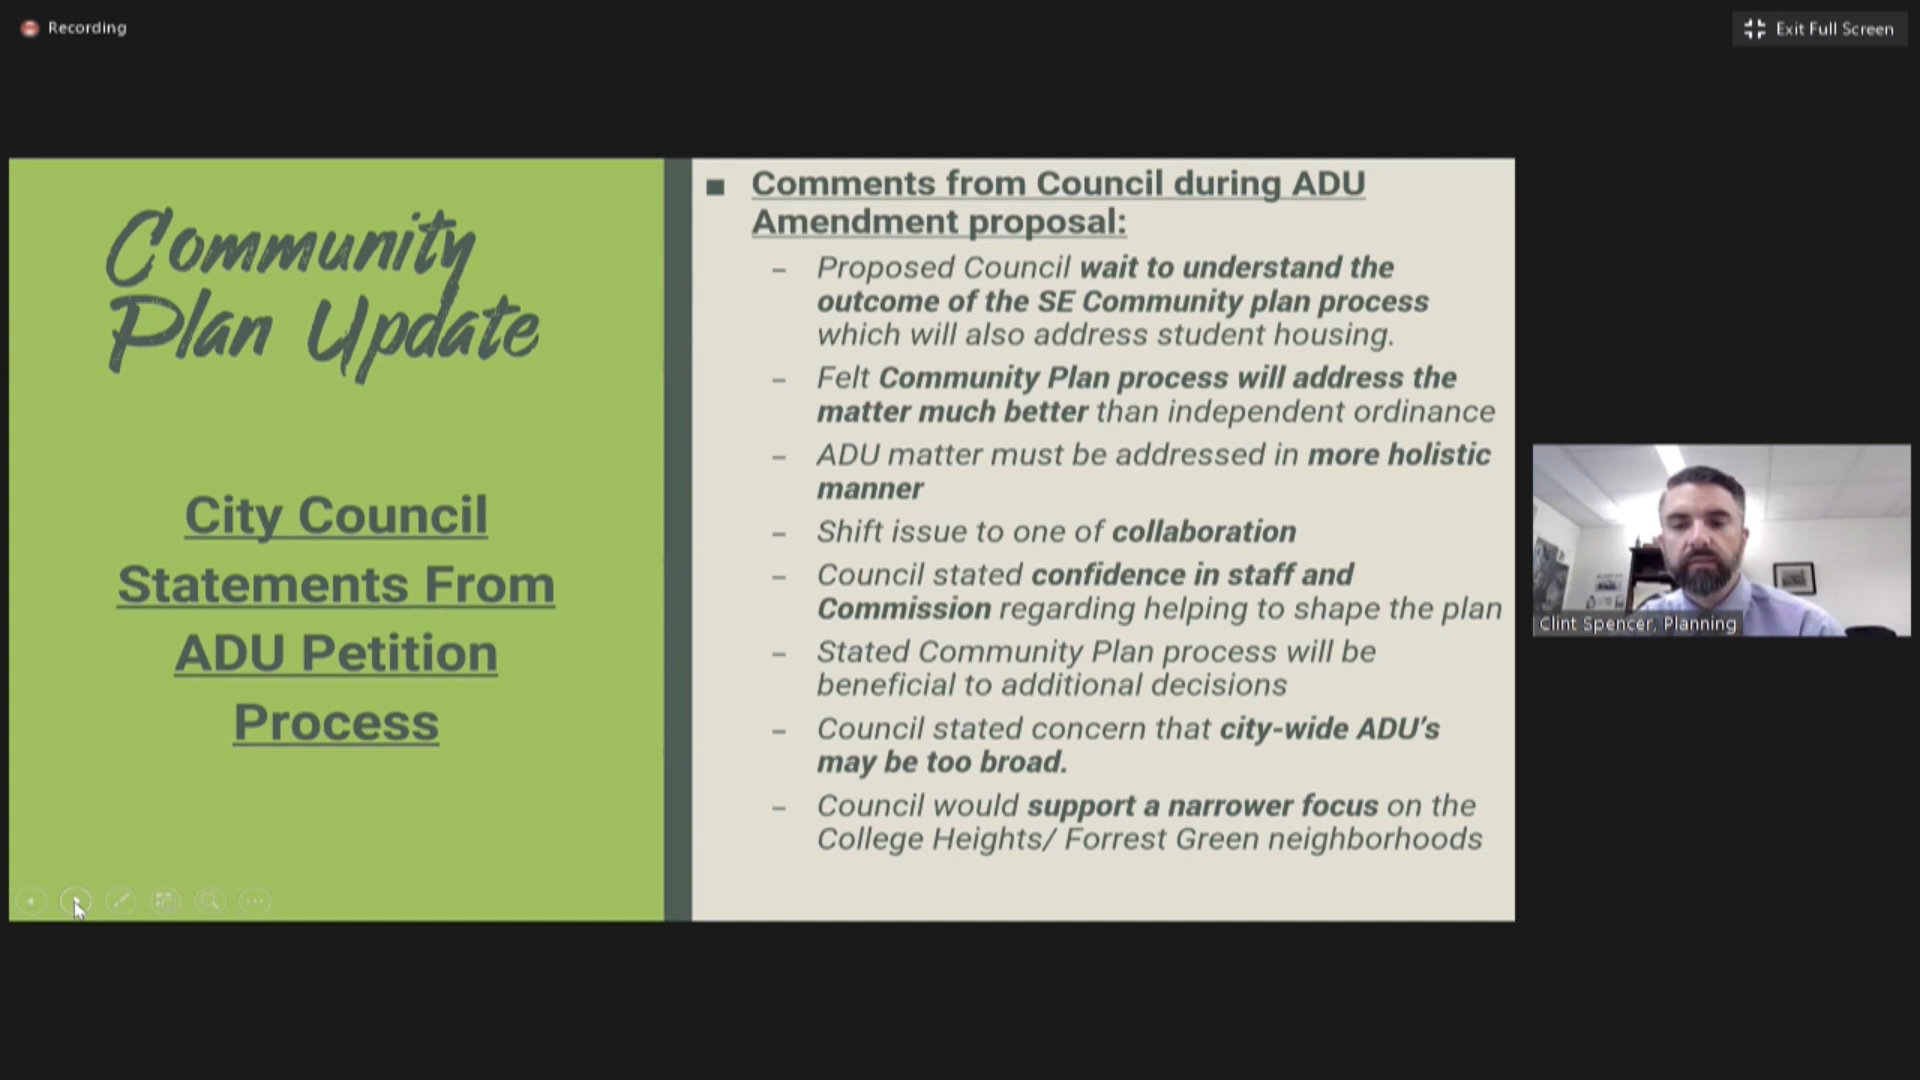 Recording
Exit Full Screen
Community
Plan Update
City Council
Statements From
ADU Petition
Process
■ Comments from Council during ADU
Amendment proposal:
– Proposed Council wait to understand the
outcome of the SE Community plan process
which will also address student housing.
– Felt Community Plan process will address the
matter much better than independent ordinance
– ADU matter must be addressed in more holistic
manner
– Shift issue to one of collaboration
– Council stated confidence in staff and
Commission regarding helping to shape the plan
– Stated Community Plan process will be
beneficial to additional decisions
– Council stated concern that city-wide ADU's
may be too broad.
– Council would support a narrower focus on the
College Heights/ Forrest Green neighborhoods
Clint Spencer, Planning